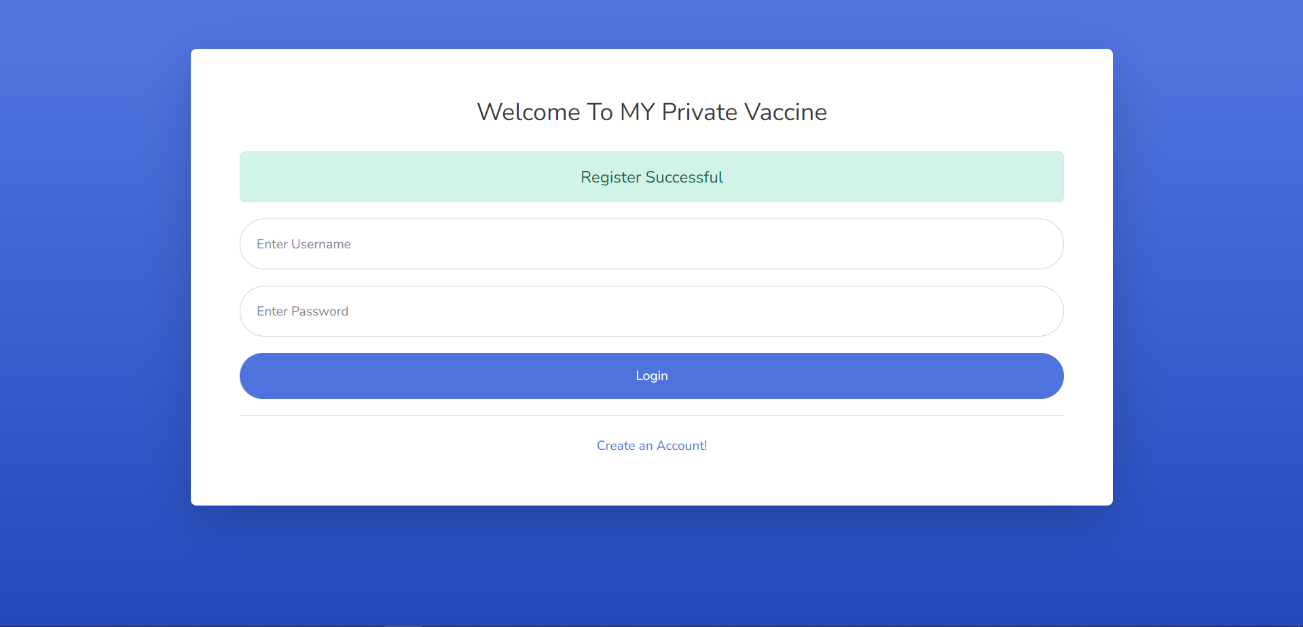 Welcome To MY Private Vaccine
Register Successful
Enter Username
Enter Password
Login
Create an Account!